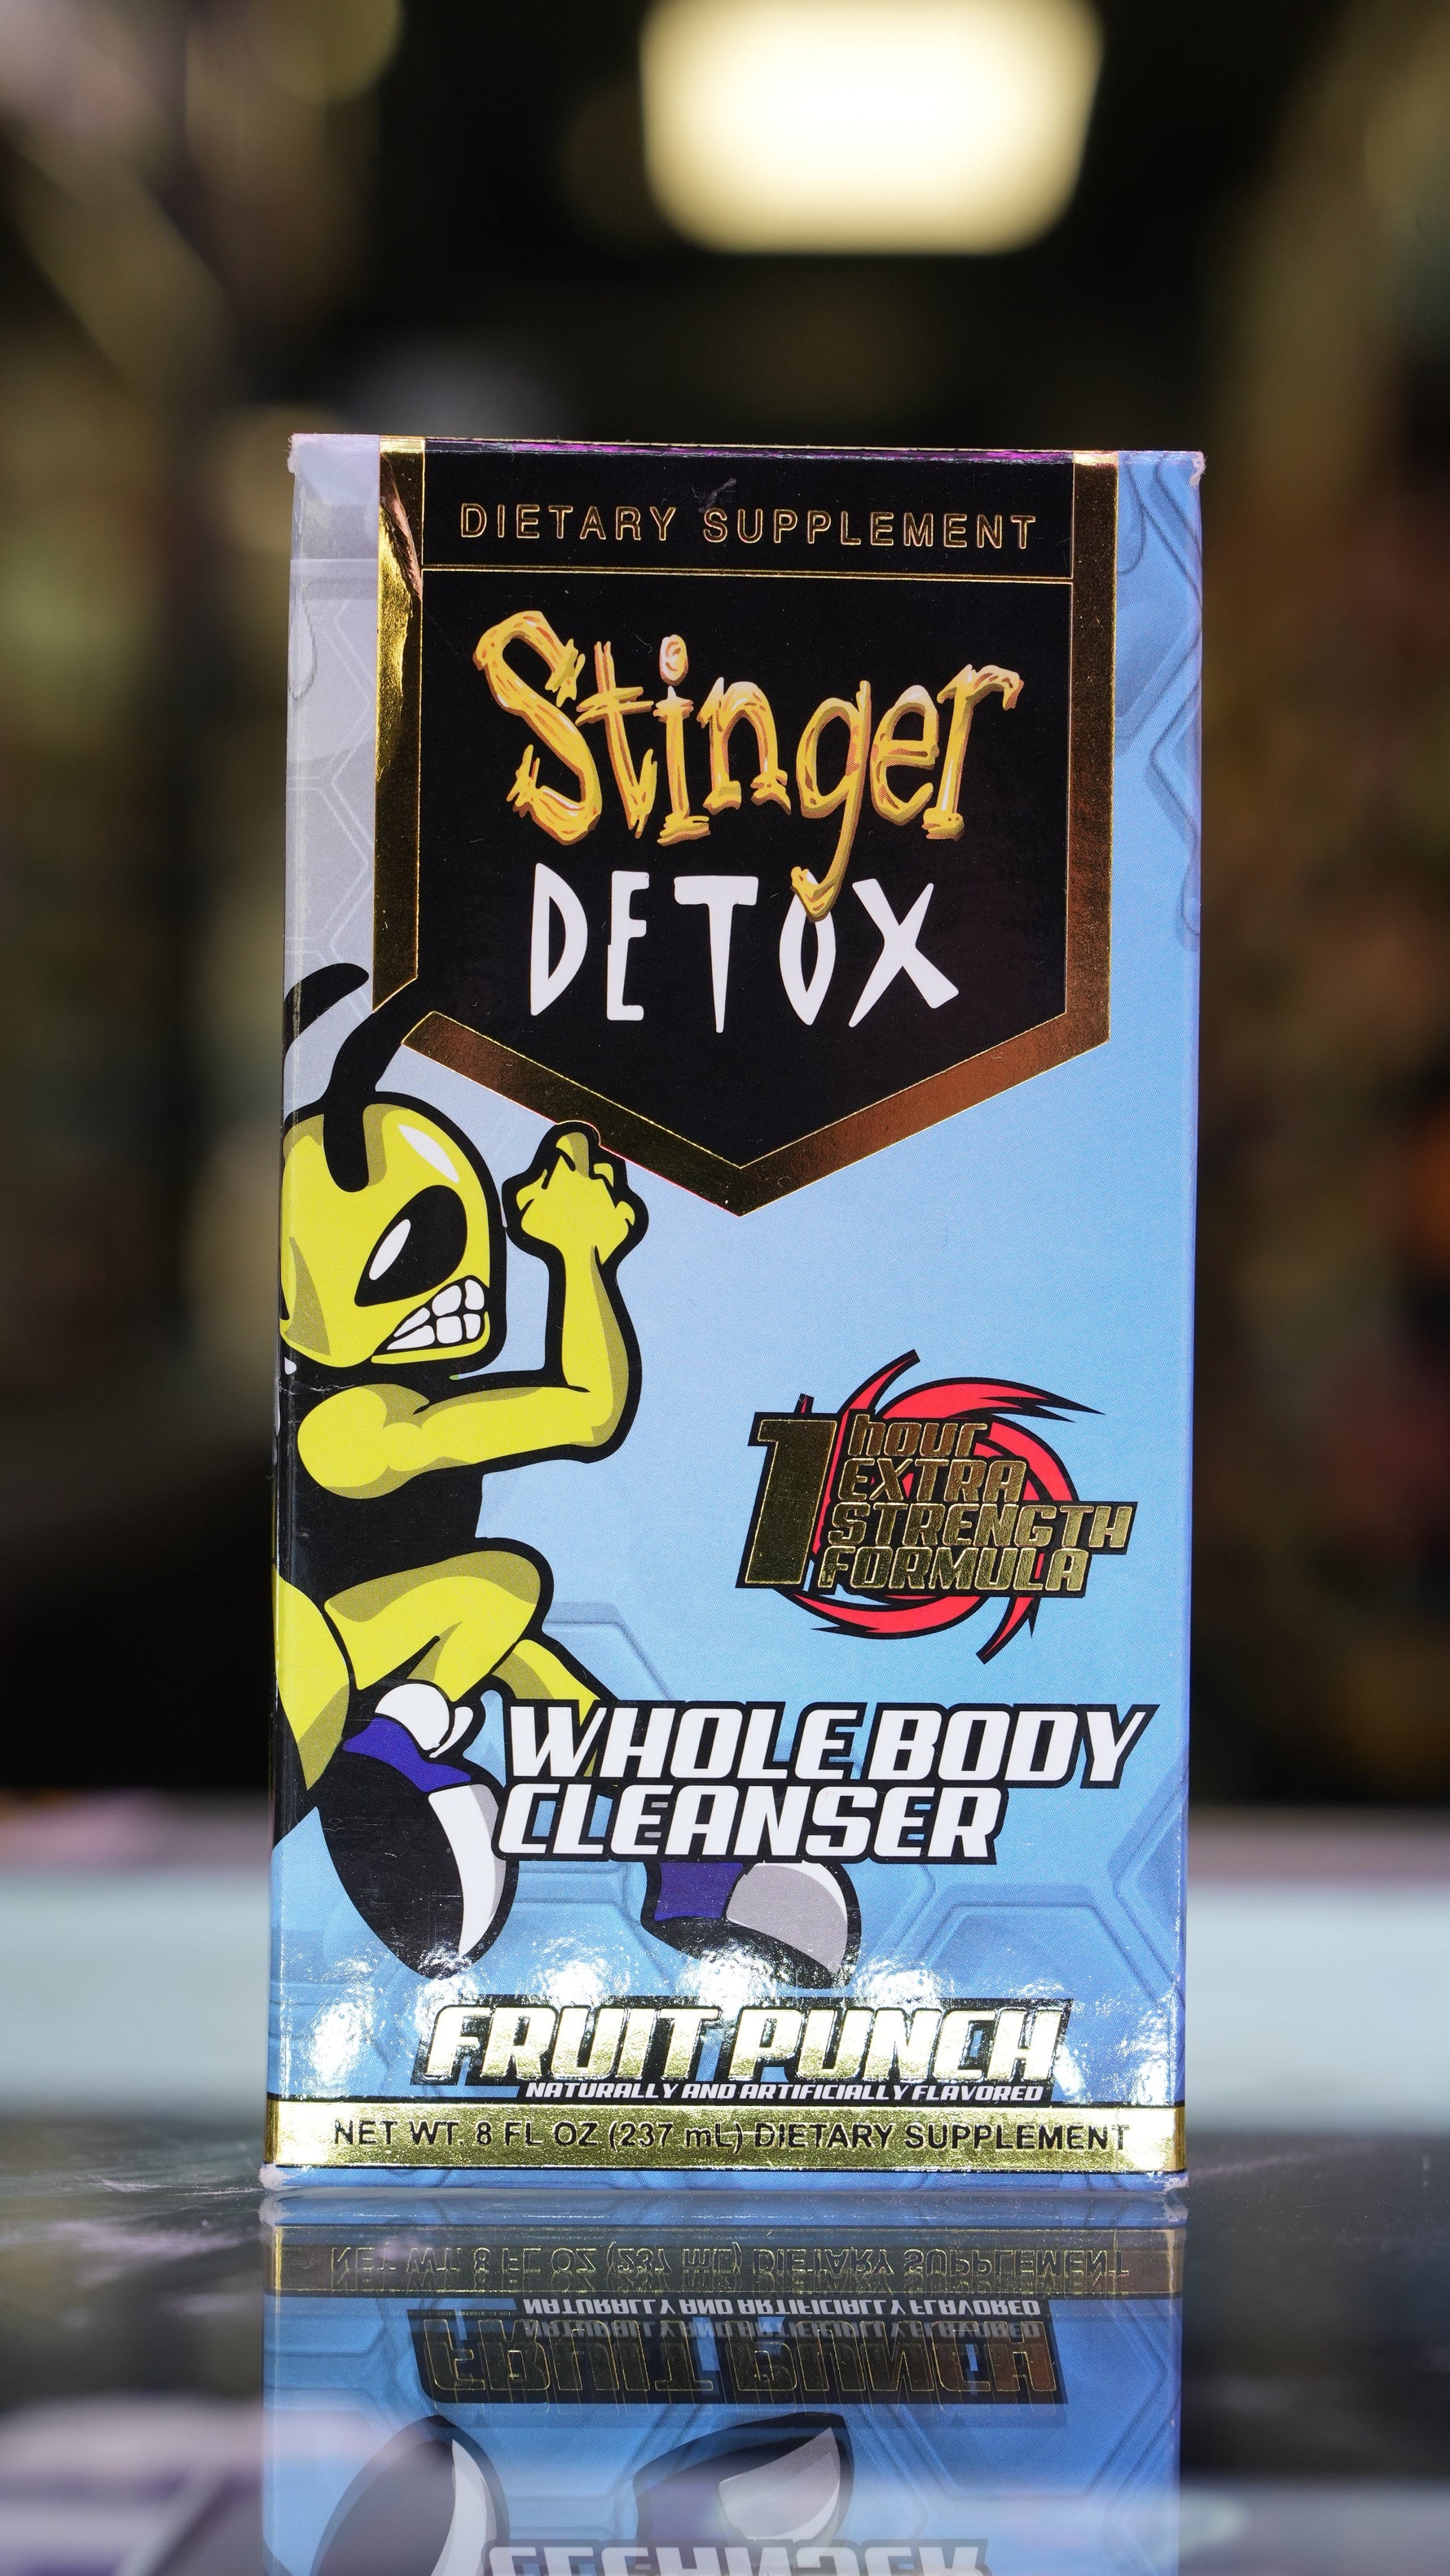 DIETARY SUPPLEMENT
Stinger
DETOX
1 hour
EXTRA
STRENGTH
FORMULA
WHOLE BODY
CLEANSER
FRUIT PUNCH
NATURALLY AND ARTIFICIALLY FLAVORED
NET WT. 8 FL OZ (237 mL) DIETARY SUPPLEMENT